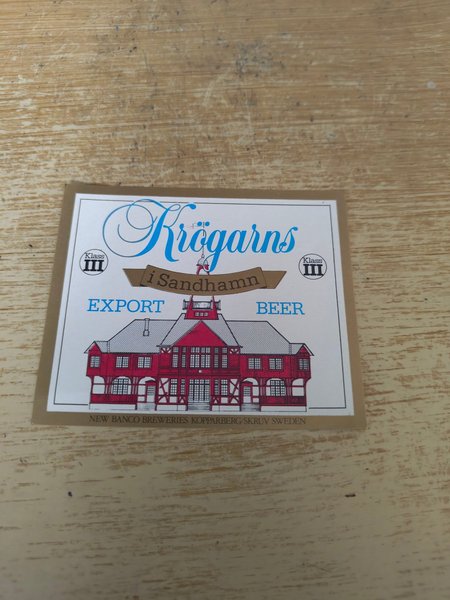 Krögarns
Klass
III
i Sandhamn
Klass
III
EXPORT BEER
NEW BANCO BREWERIES KOPPARBERG/SKRUV SWEDEN